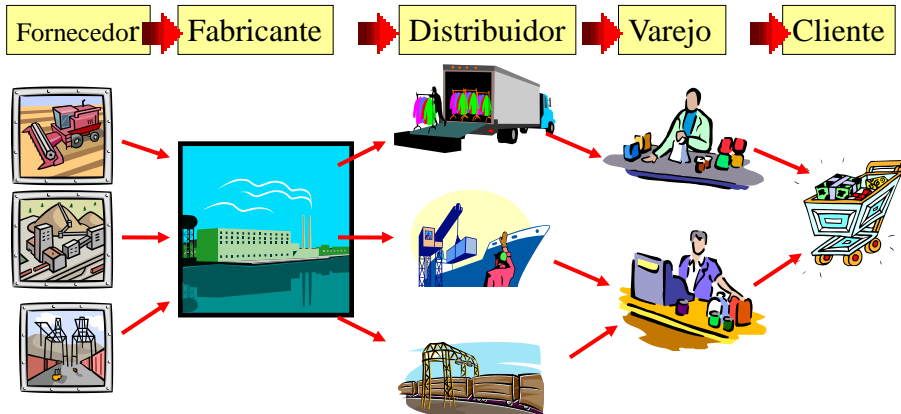 Fornecedor
Fabricante
Distribuidor
Varejo
Cliente